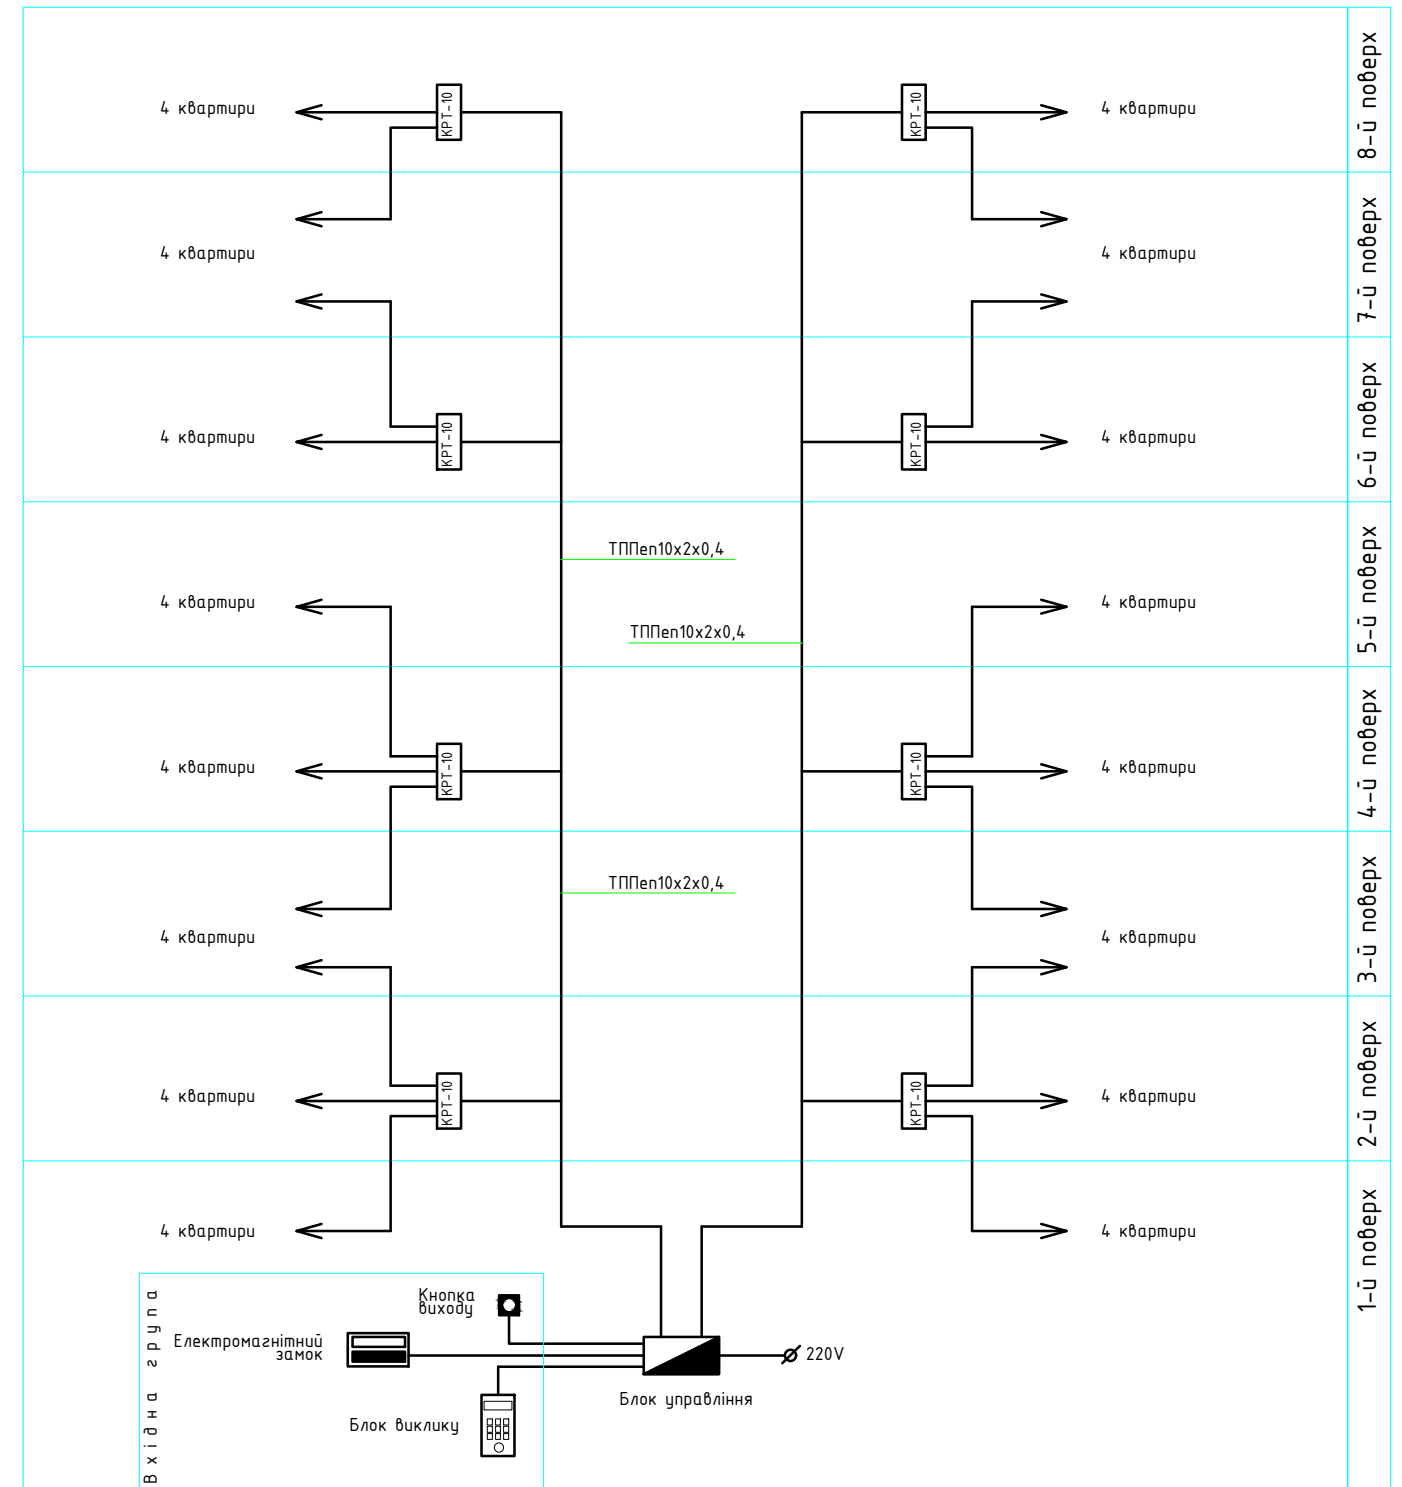 4 квартири
КРТ-10
КРТ-10
4 квартири
8-й поверх
4 квартири
4 квартири
7-й поверх
4 квартири
КРТ-10
КРТ-10
4 квартири
6-й поверх
ТППеп10х2х0,4
4 квартири
4 квартири
5-й поверх
ТППеп10х2х0,4
4 квартири
КРТ-10
КРТ-10
4 квартири
4-й поверх
ТППеп10х2х0,4
4 квартири
4 квартири
3-й поверх
4 квартири
КРТ-10
КРТ-10
4 квартири
2-й поверх
4 квартири
4 квартири
1-й поверх
Вхідна група
Кнопка
виходу
Електромагнітний
замок
220V
Блок управління
Блок виклику